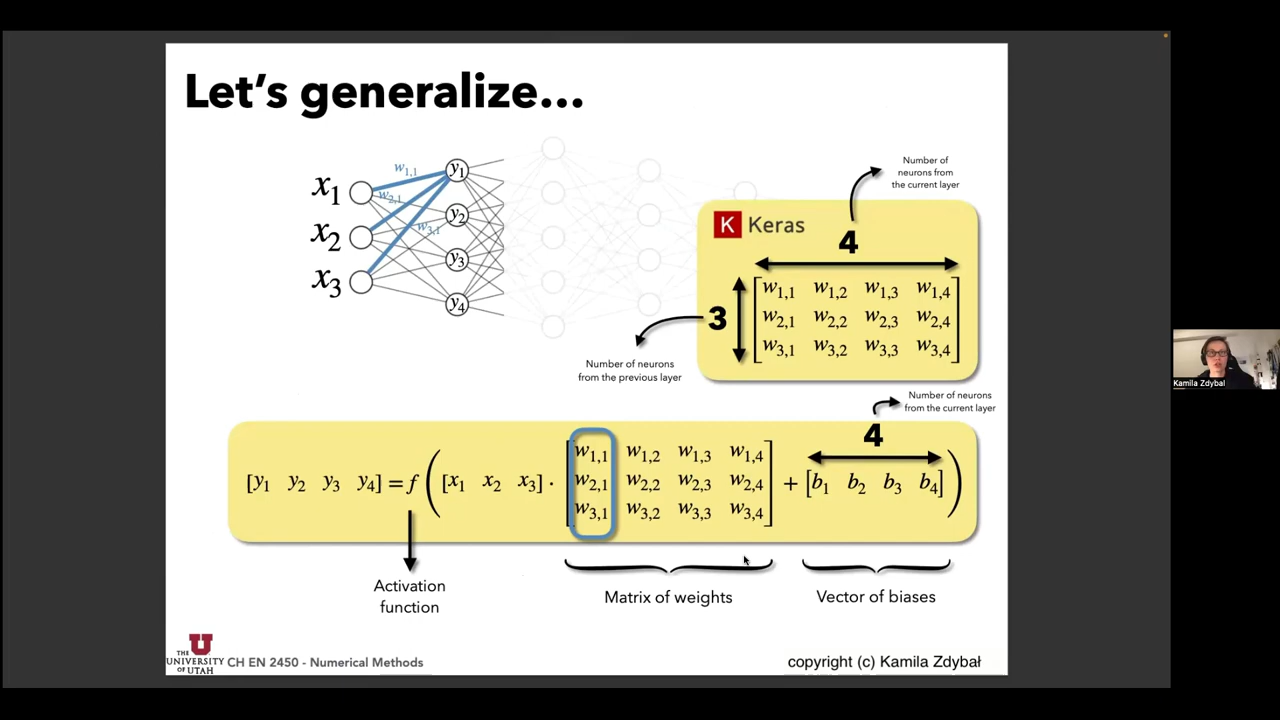 Let's generalize...
w1,1
w2,1
w3,1
x1
x2
x3
y1
y2
y3
y4
Number of
neurons from
the current layer
K Keras
4
3
w1,1 w1,2 w1,3 w1,4
w2,1 w2,2 w2,3 w2,4
w3,1 w3,2 w3,3 w3,4
Number of neurons
from the previous layer
Number of neurons
from the current layer
4
[y1 y2 y3 y4] = f ( [x1 x2 x3] ·
w1,1 w1,2 w1,3 w1,4
w2,1 w2,2 w2,3 w2,4
w3,1 w3,2 w3,3 w3,4
+ [b1 b2 b3 b4] )
Activation
function
Matrix of weights
Vector of biases
U
THE
UNIVERSITY
OF UTAH
CH EN 2450 - Numerical Methods
copyright (c) Kamila Zdybał
Kamila Zdybal